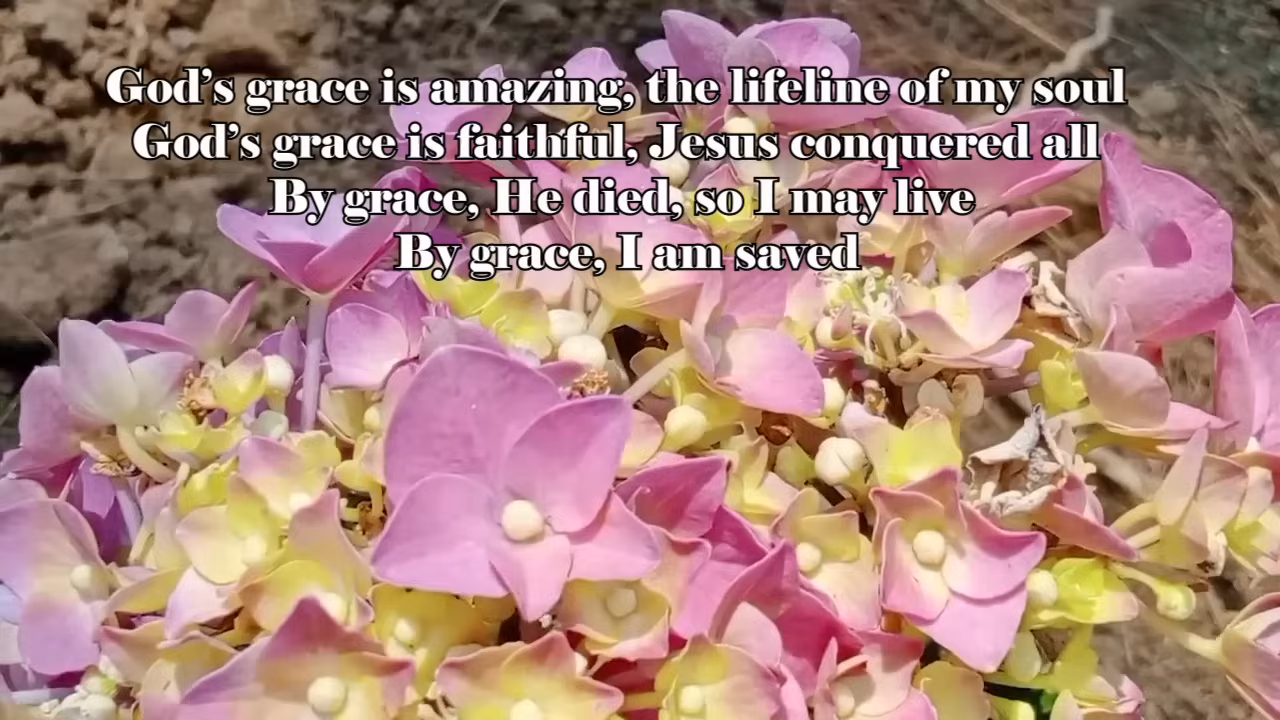 God’s grace is amazing, the lifeline of my soul
God’s grace is faithful, Jesus conquered all
By grace, He died, so I may live
By grace, I am saved